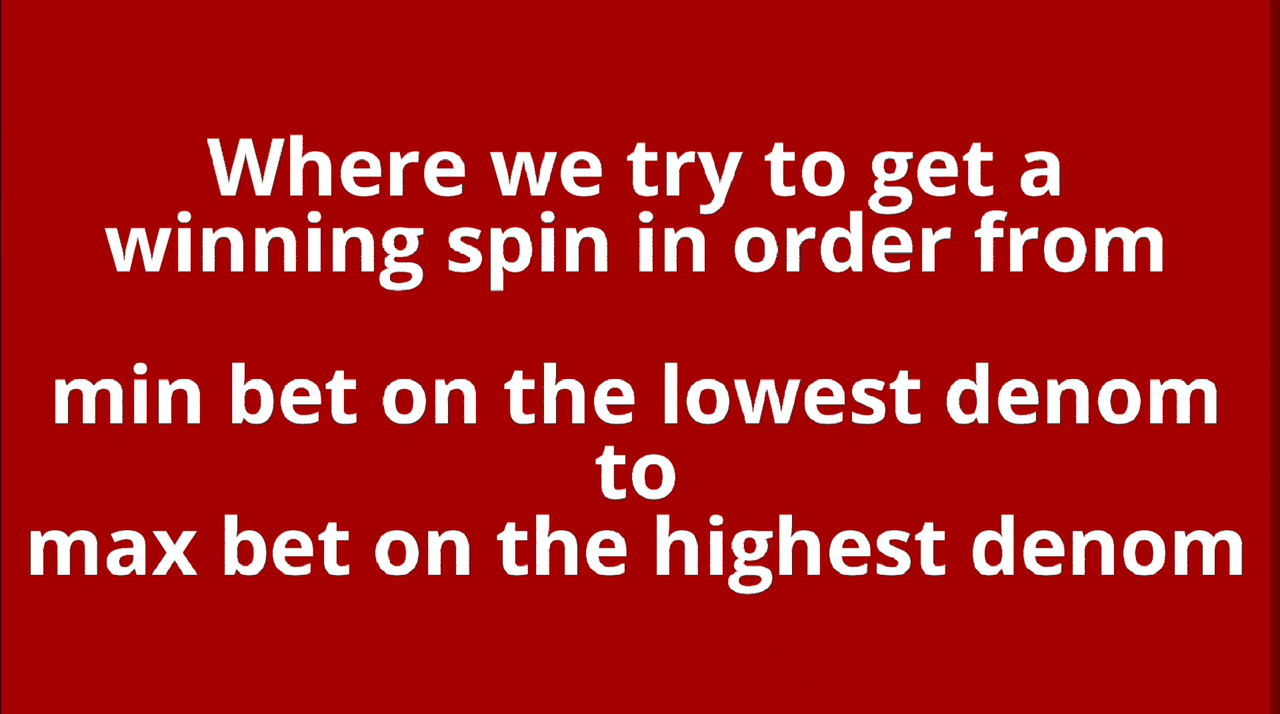 Where we try to get a
winning spin in order from
min bet on the lowest denom
to
max bet on the highest denom